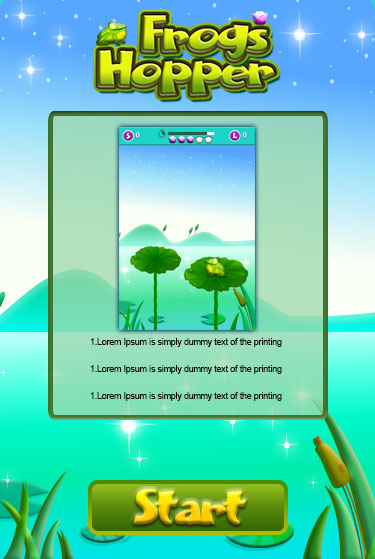 Frogs
Hopper
S 0 L 0
1.Lorem Ipsum is simply dummy text of the printing
1.Lorem Ipsum is simply dummy text of the printing
1.Lorem Ipsum is simply dummy text of the printing
Start